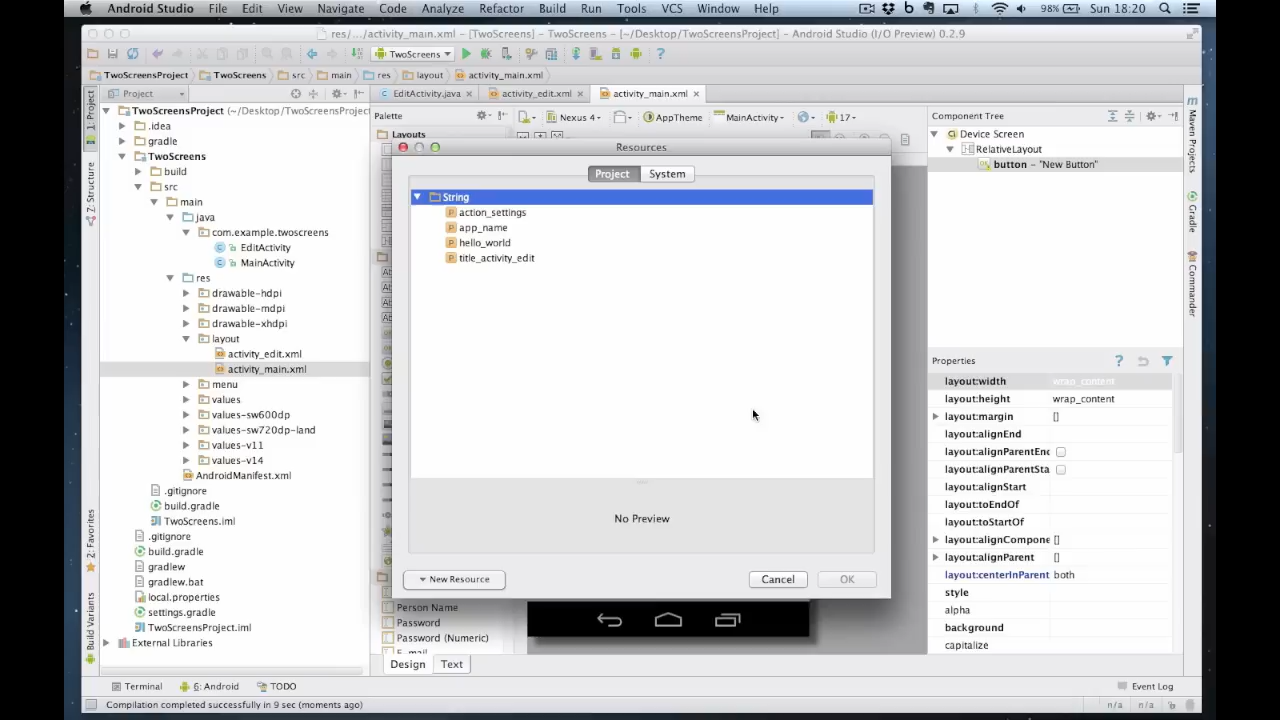 Android Studio File Edit View Navigate Code Analyze Refactor Build Run Tools VCS Window Help 98% Sun 18:20
res/.../activity_main.xml - [TwoScreens] - TwoScreens - [~/Desktop/TwoScreensProject] - Android Studio (I/O Preview) 0.2.9
TwoScreens
TwoScreensProject TwoScreens src main res layout activity_main.xml
Project EditActivity.java activity_edit.xml activity_main.xml
1: Project
Z: Structure
2: Favorites
Build Variants
TwoScreensProject (~/Desktop/TwoScreensProject
.idea
gradle
TwoScreens
build
src
main
java
com.example.twoscreens
EditActivity
MainActivity
res
drawable-hdpi
drawable-mdpi
drawable-xhdpi
layout
activity_edit.xml
activity_main.xml
menu
values
values-sw600dp
values-sw720dp-land
values-v11
values-v14
AndroidManifest.xml
.gitignore
build.gradle
TwoScreens.iml
.gitignore
build.gradle
gradlew
gradlew.bat
local.properties
settings.gradle
TwoScreensProject.iml
External Libraries
Palette
Nexus 4 AppTheme MainActivity 17
Layouts
Resources
Project System
String
action_settings
app_name
hello_world
title_activity_edit
No Preview
New Resource Cancel OK
Person Name
Password
Password (Numeric)
Design Text
Component Tree
Device Screen
RelativeLayout
button - "New Button"
Properties
layout:width wrap_content
layout:height wrap_content
layout:margin []
layout:alignEnd
layout:alignParentEnc
layout:alignParentSta
layout:alignStart
layout:toEndOf
layout:toStartOf
layout:alignCompone []
layout:alignParent []
layout:centerInParent both
style
alpha
background
capitalize
Maven Projects
Gradle
Commander
Terminal 6: Android TODO Event Log
Compilation completed successfully in 9 sec (moments ago) n/a n/a